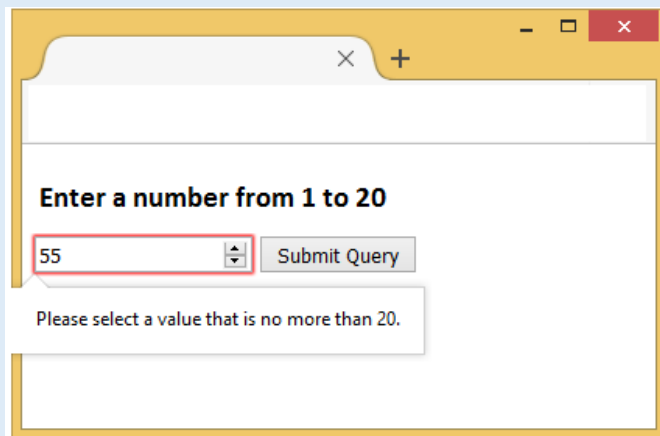 Enter a number from 1 to 20
55
Submit Query
Please select a value that is no more than 20.